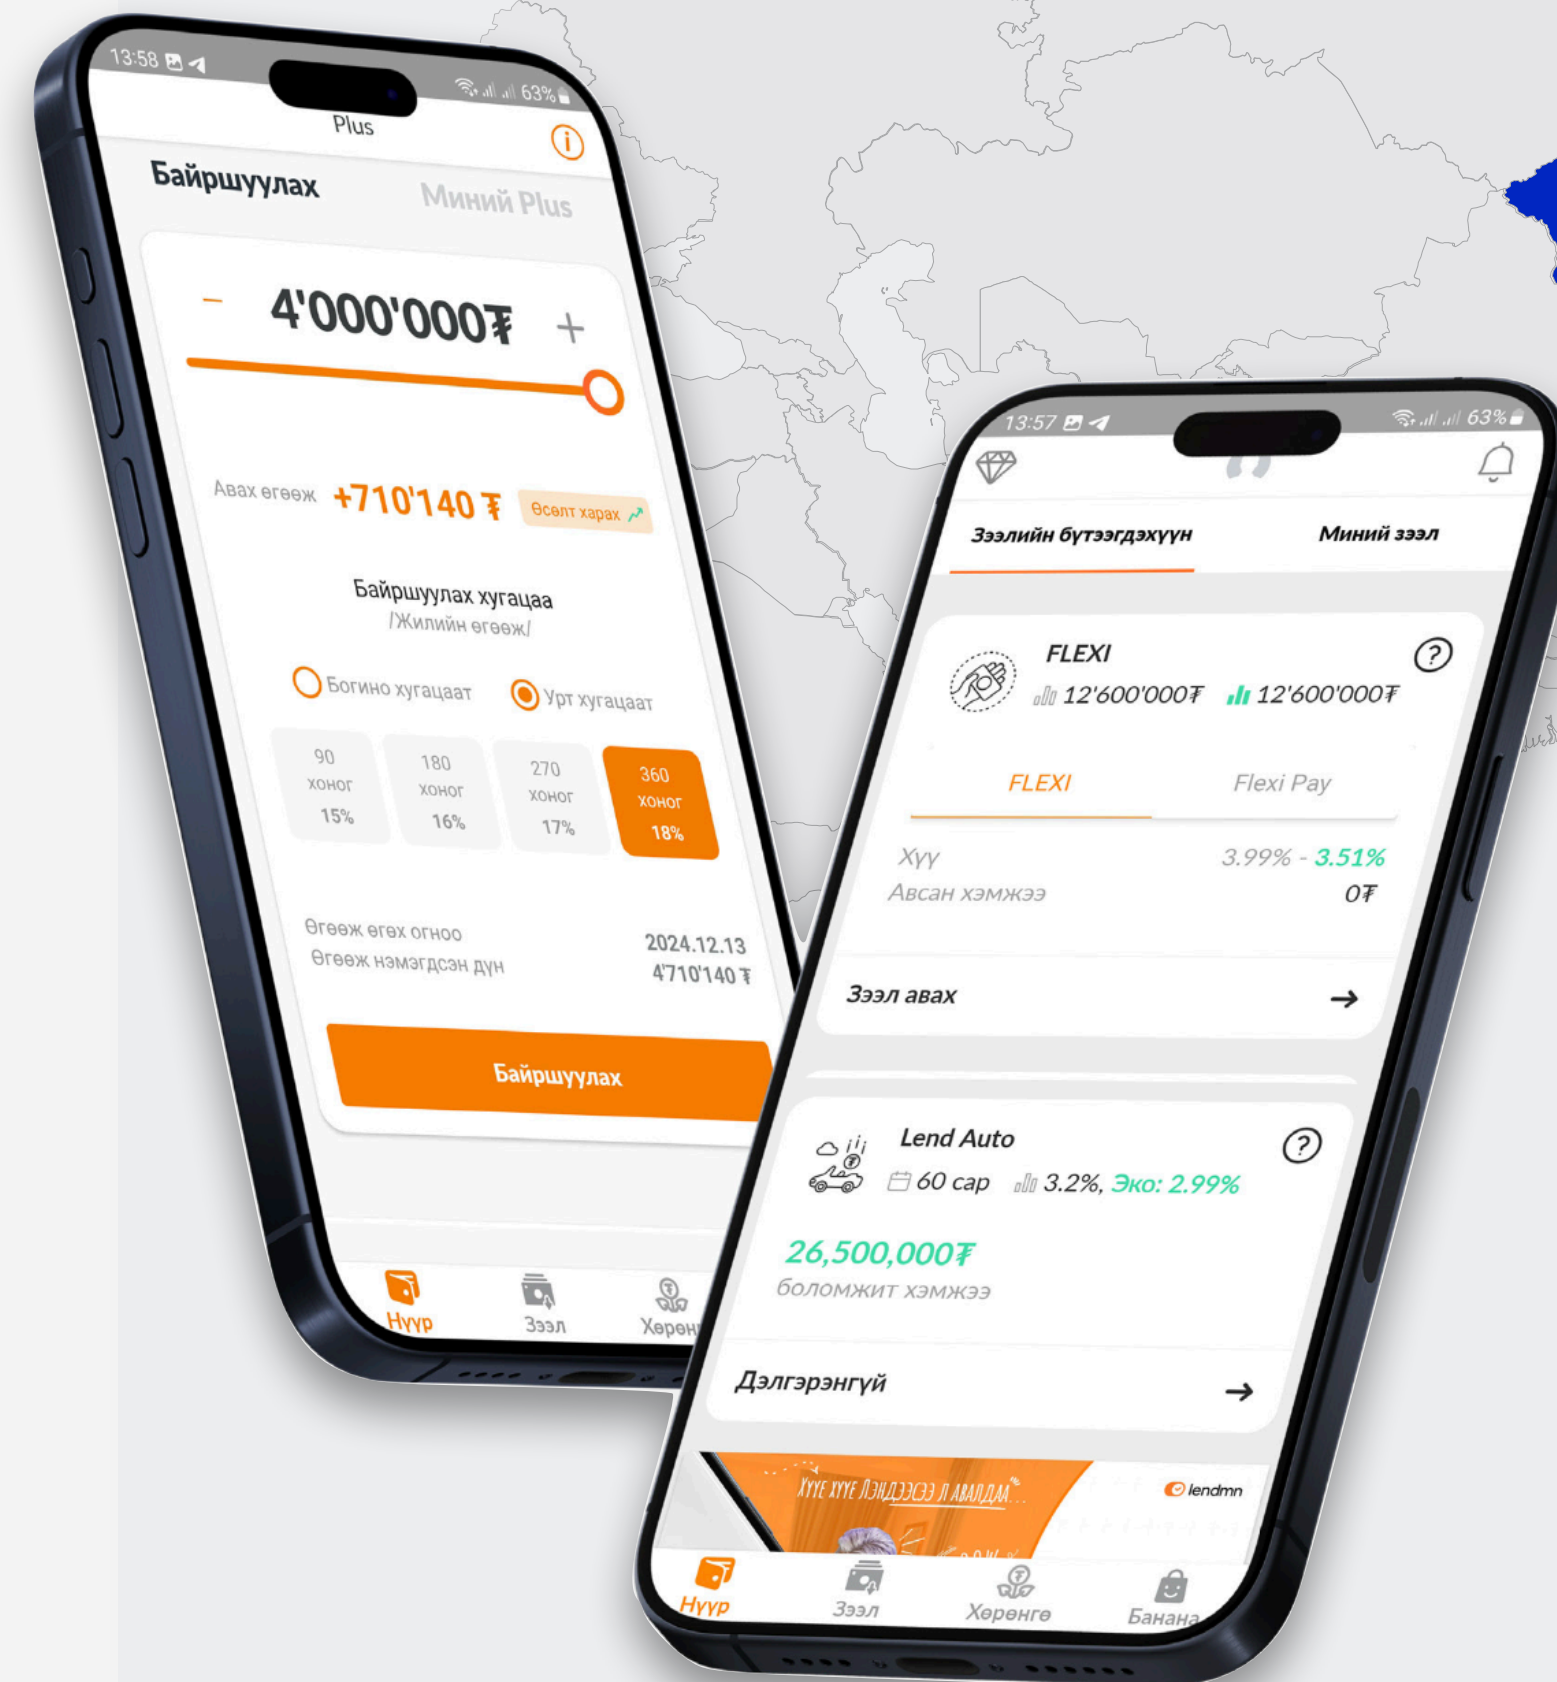 13:58
63%
Plus
Байршуулах
Миний Plus
4'000'000₮
Авах өгөөж +710'140 ₮ Өсөлт харах
Байршуулах хугацаа
/Жилийн өгөөж/
Богино хугацаат
Урт хугацаат
90 хоног 15%
180 хоног 16%
270 хоног 17%
360 хоног 18%
Өгөөж өгөх огноо 2024.12.13
Өгөөж нэмэгдсэн дүн 4'710'140 ₮
Байршуулах
Нүүр
Зээл
13:57
63%
Зээлийн бүтээгдэхүүн
Миний зээл
FLEXI
12'600'000₮ 12'600'000₮
FLEXI
Flexi Pay
Хүү 3.99% - 3.51%
Авсан хэмжээ 0₮
Зээл авах
Lend Auto
60 сар 3.2%, Эко: 2.99%
26,500,000₮
боломжит хэмжээ
Дэлгэрэнгүй
ХҮҮЕ ХҮҮЕ ЛЭНДЭЭСЭЭ Л АВАЛДАА...
lendmn
Нүүр
Зээл
Хөрөнгө
Банана